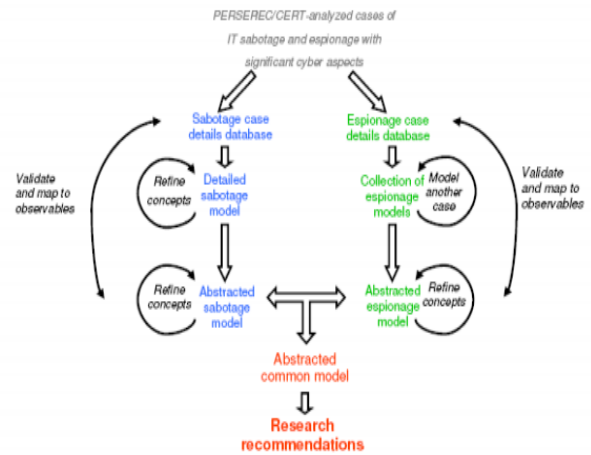 PERSEREC/CERT-analyzed cases of
IT sabotage and espionage with
significant cyber aspects
Sabotage case
details database
Espionage case
details database
Validate
and map to
observables
Refine
concepts
Detailed
sabotage
model
Collection of
espionage
models
Model
another
case
Validate
and map to
observables
Refine
concepts
Abstracted
sabotage
model
Abstracted
espionage
model
Refine
concepts
Abstracted
common model
Research
recommendations